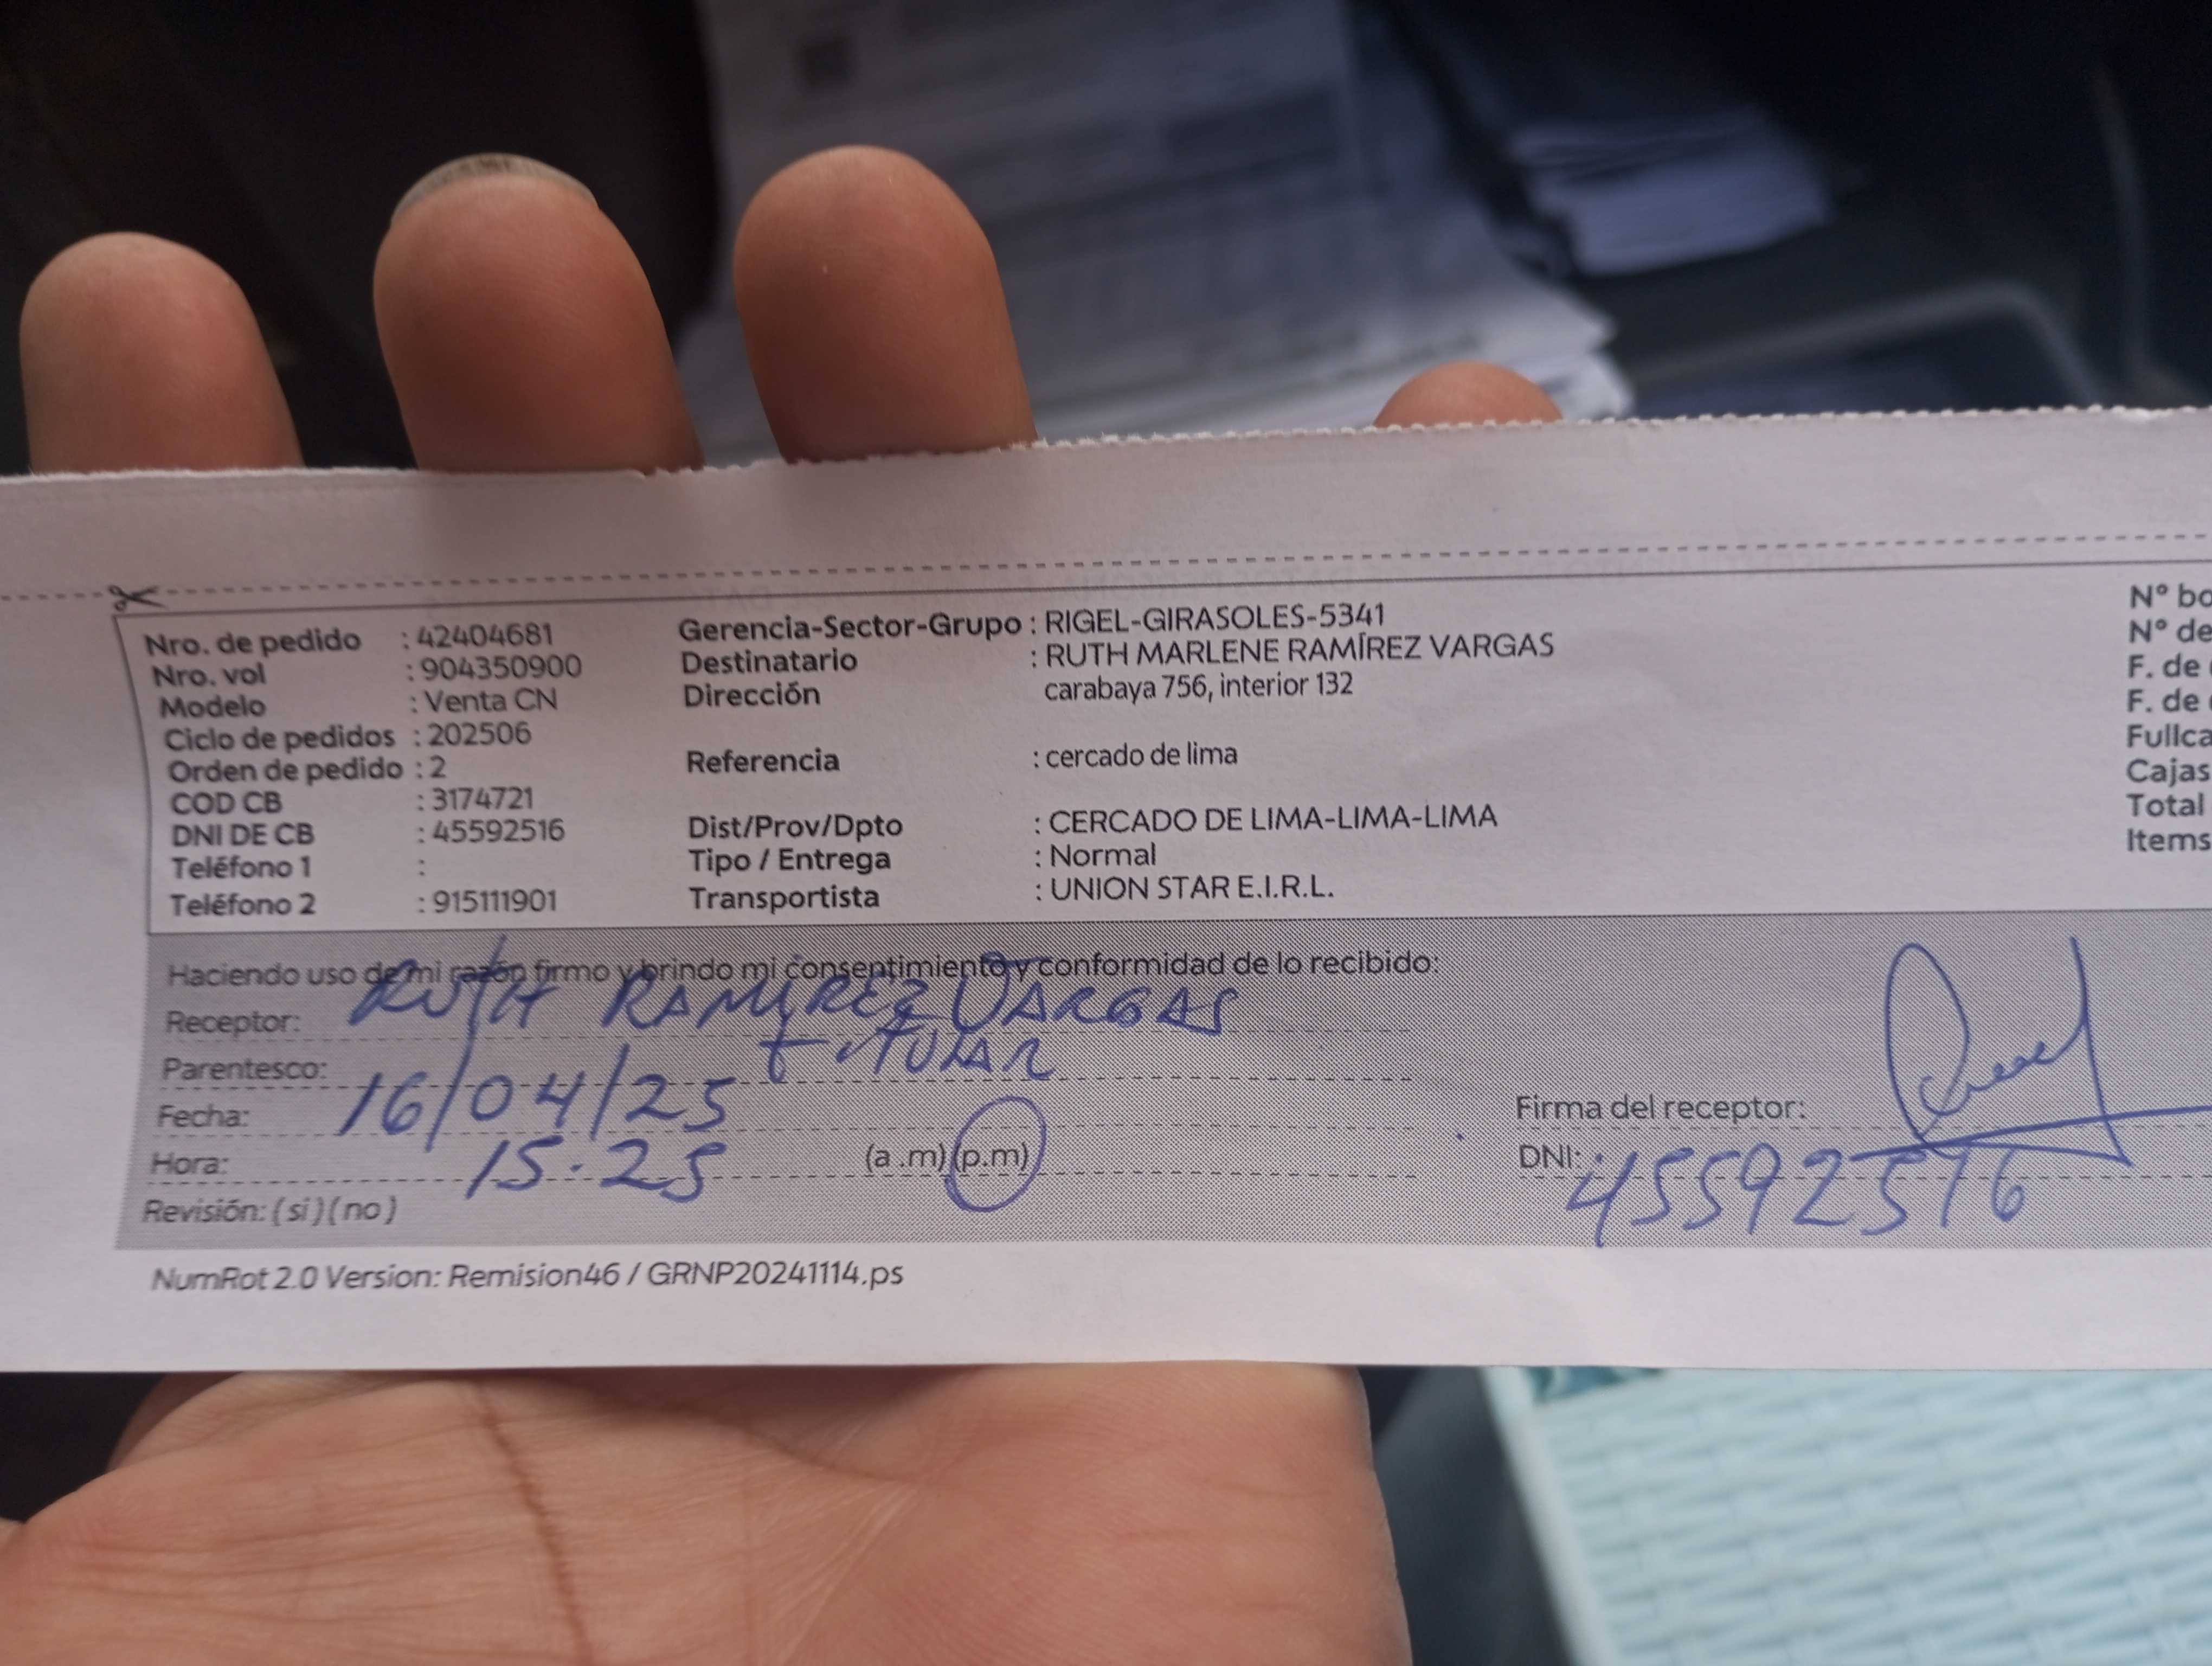 Nro. de pedido : 42404681
Nro. vol : 904350900
Modelo : Venta CN
Ciclo de pedidos : 202506
Orden de pedido : 2
COD CB : 3174721
DNI DE CB : 45592516
Teléfono 1 :
Teléfono 2 : 915111901
Gerencia-Sector-Grupo : RIGEL-GIRASOLES-5341
Destinatario : RUTH MARLENE RAMÍREZ VARGAS
Dirección carabaya 756, interior 132
Referencia : cercado de lima
Dist/Prov/Dpto : CERCADO DE LIMA-LIMA-LIMA
Tipo / Entrega : Normal
Transportista : UNION STAR E.I.R.L.
N° bo
N° de
F. de
F. de
Fullca
Cajas
Total
Items
Haciendo uso de mi razón firmo y brindo mi consentimiento y conformidad de lo recibido:
Receptor: RUTH RAMÍREZ VARGAS
Parentesco: titULAR
Fecha: 16/04/25
Hora: 15:25 (a .m) (p.m)
Revisión: ( si ) ( no )
Firma del receptor:
DNI: 45592516
NumRot 2.0 Version: Remision46 / GRNP20241114.ps